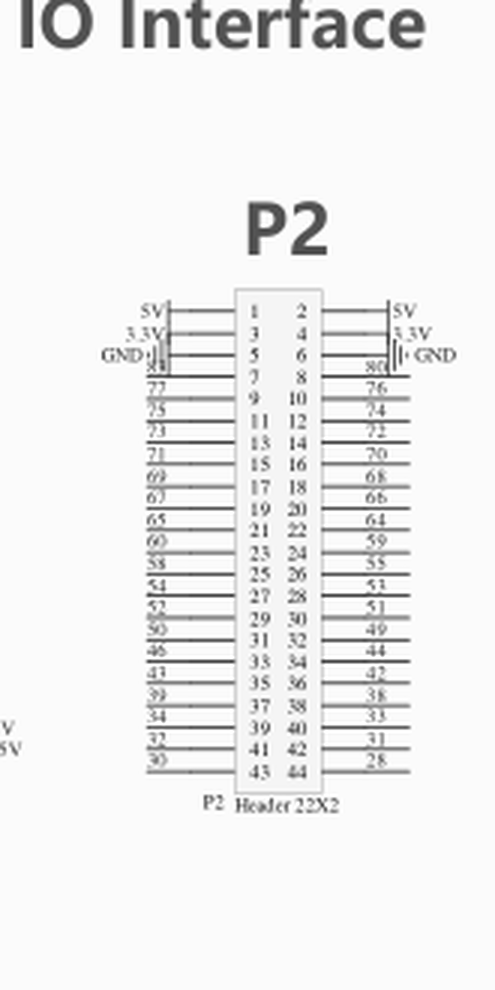 IO Interface
P2
5V 1 2 5V
3.3V 3 4 3.3V
GND 5 6 GND
7 8 80
77 9 10 76
75 11 12 74
73 13 14 72
71 15 16 70
69 17 18 68
67 19 20 66
65 21 22 64
60 23 24 59
58 25 26 55
54 27 28 53
52 29 30 51
50 31 32 49
46 33 34 44
43 35 36 42
39 37 38 38
34 39 40 33
32 41 42 31
30 43 44 28
V
5V
P2 Header 22X2